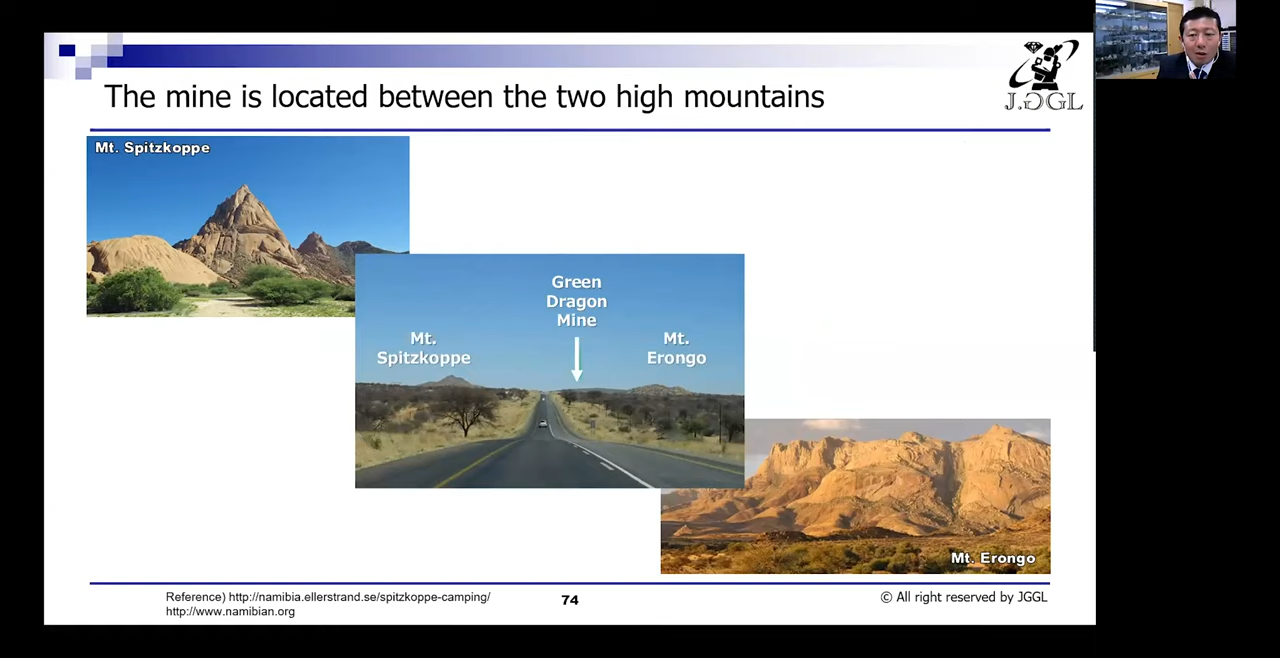 The mine is located between the two high mountains
J.GGL
Mt. Spitzkoppe
Green
Dragon
Mine
Mt.
Spitzkoppe
Mt.
Erongo
Mt. Erongo
Reference) http://namibia.ellerstrand.se/spitzkoppe-camping/
http://www.namibian.org
74
© All right reserved by JGGL